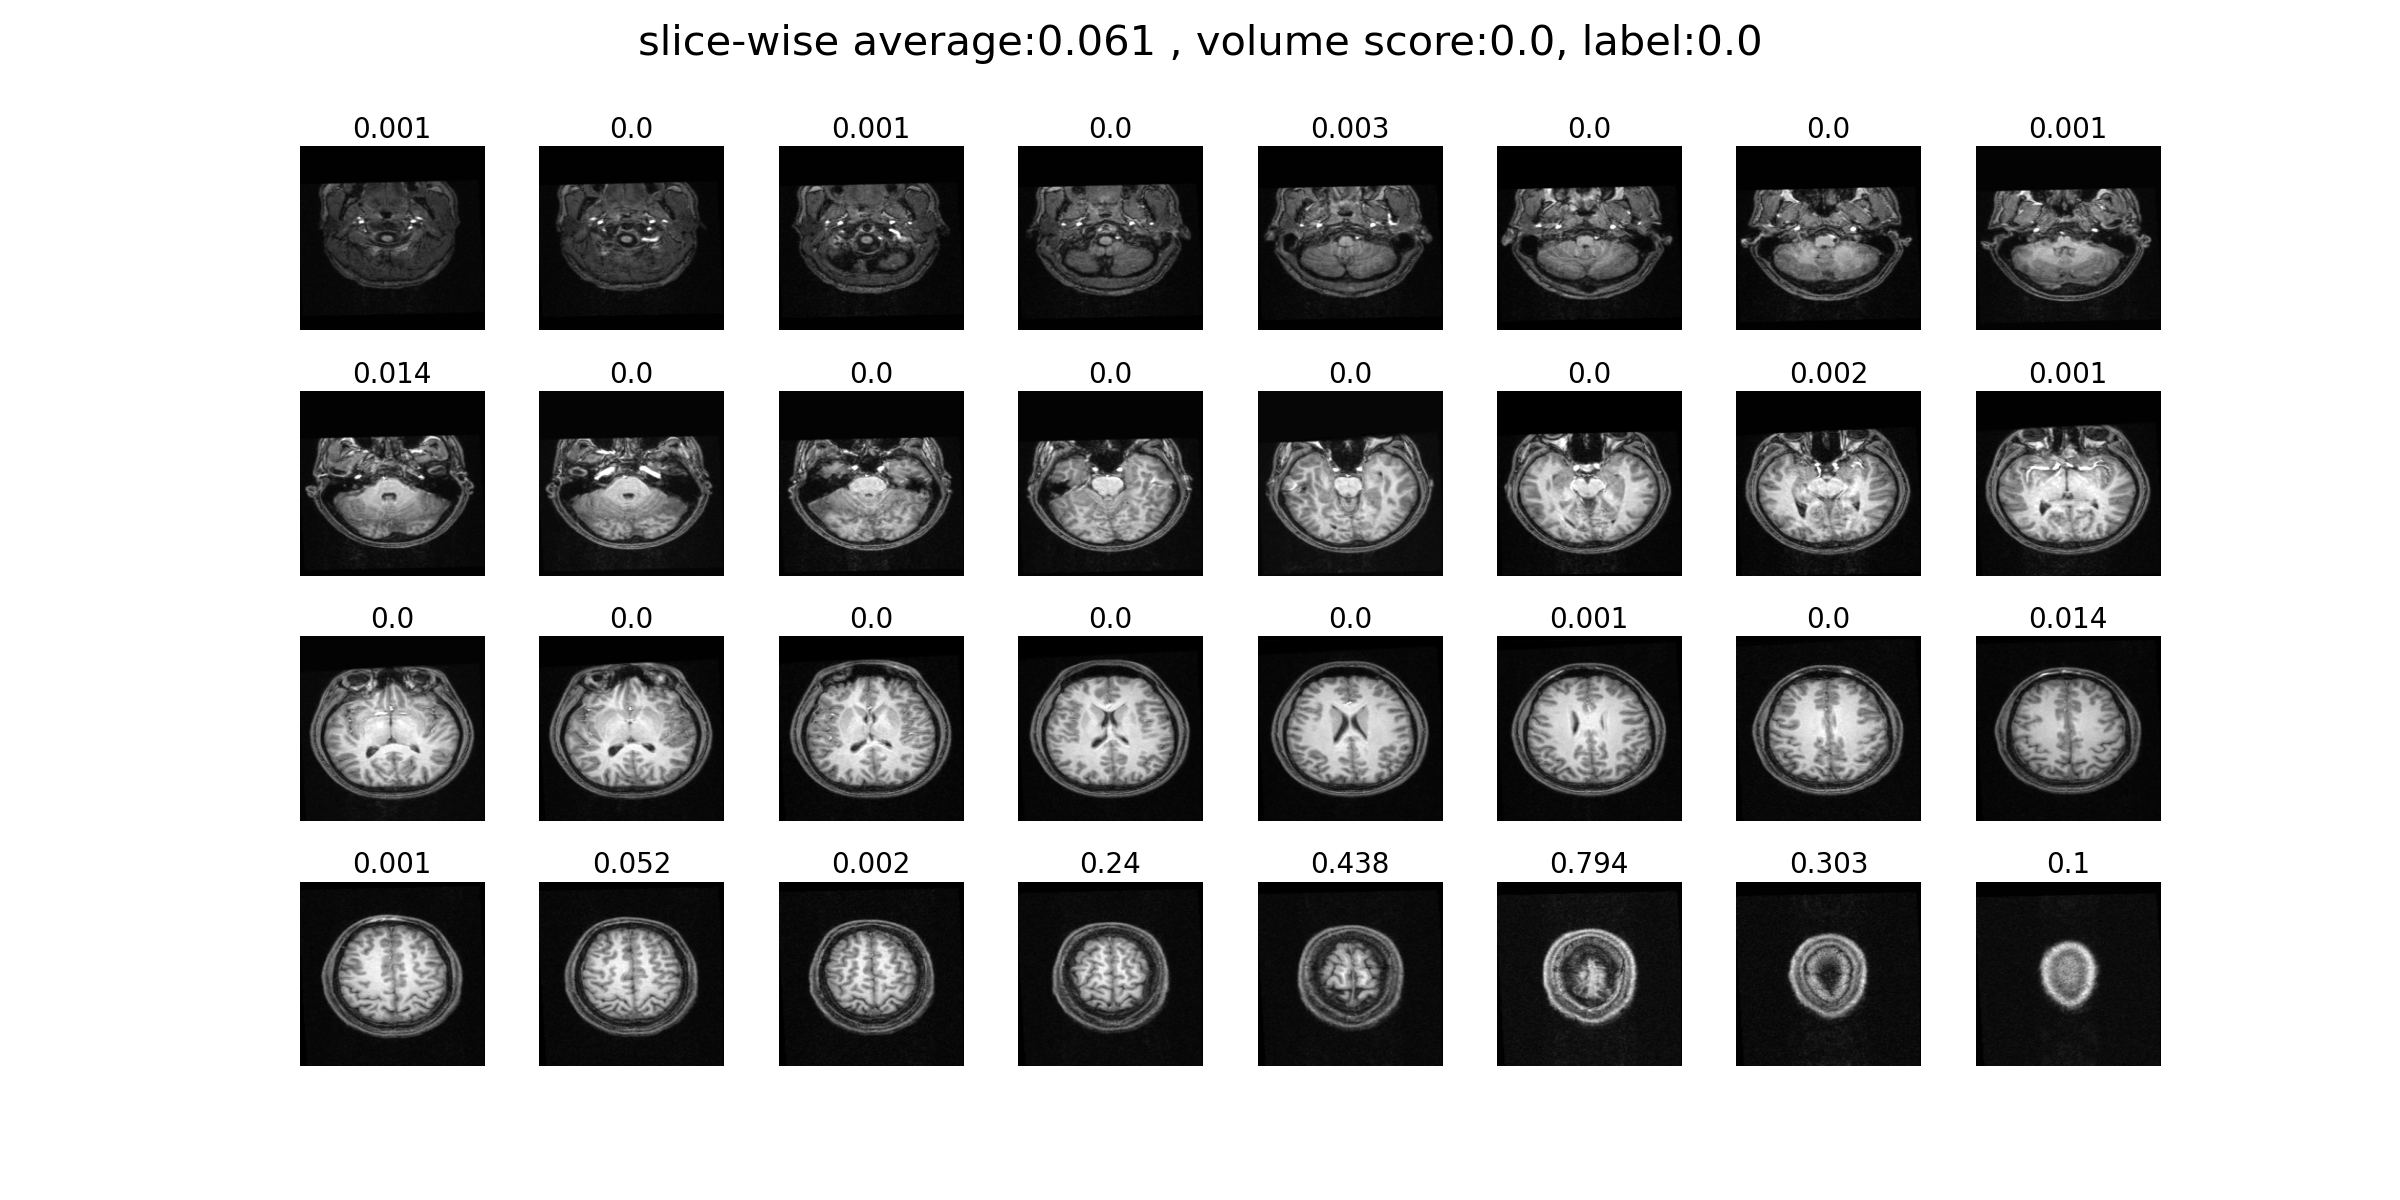 slice-wise average:0.061 , volume score:0.0, label:0.0
0.001 0.0 0.001 0.0 0.003 0.0 0.0 0.001
0.014 0.0 0.0 0.0 0.0 0.0 0.002 0.001
0.0 0.0 0.0 0.0 0.0 0.001 0.0 0.014
0.001 0.052 0.002 0.24 0.438 0.794 0.303 0.1